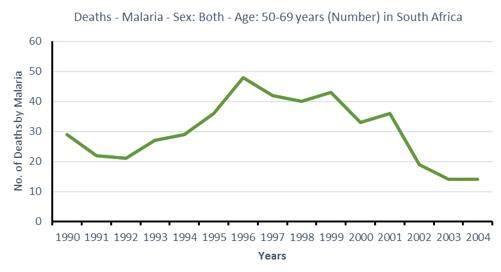 Deaths - Malaria - Sex: Both - Age: 50-69 years (Number) in South Africa
No. of Deaths by Malaria
60
50
40
30
20
10
0
1990 1991 1992 1993 1994 1995 1996 1997 1998 1999 2000 2001 2002 2003 2004
Years